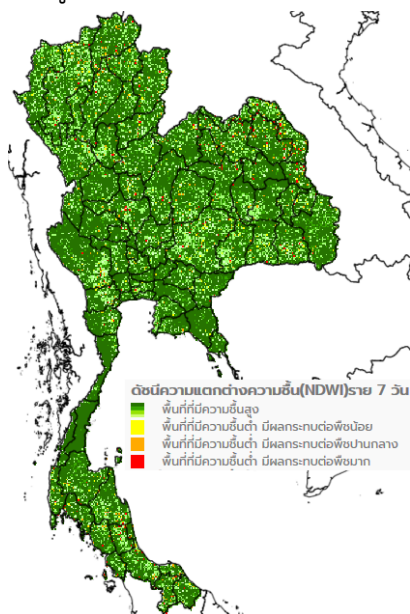 ดัชนีความแตกต่างความชื้น(NDWI)ราย 7 วัน
พื้นที่ที่มีความชื้นสูง
พื้นที่ที่มีความชื้นต่ำ มีผลกระทบต่อพืชน้อย
พื้นที่ที่มีความชื้นต่ำ มีผลกระทบต่อพืชปานกลาง
พื้นที่ที่มีความชื้นต่ำ มีผลกระทบต่อพืชมาก